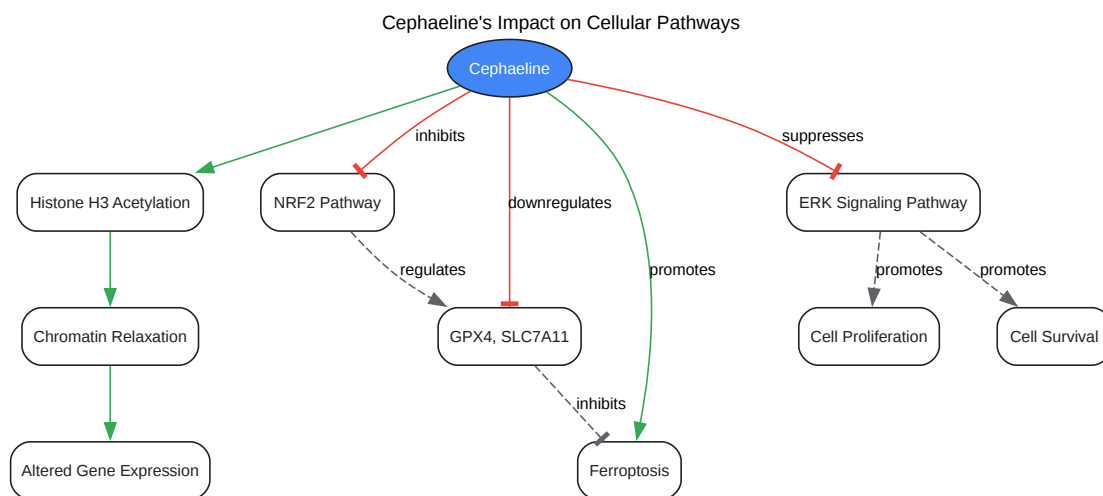 Cephaeline's Impact on Cellular Pathways
Cephaeline
inhibits
suppresses
Histone H3 Acetylation
NRF2 Pathway
downregulates
ERK Signaling Pathway
regulates
promotes
promotes
promotes
Chromatin Relaxation
GPX4, SLC7A11
Cell Proliferation
Cell Survival
inhibits
Altered Gene Expression
Ferroptosis